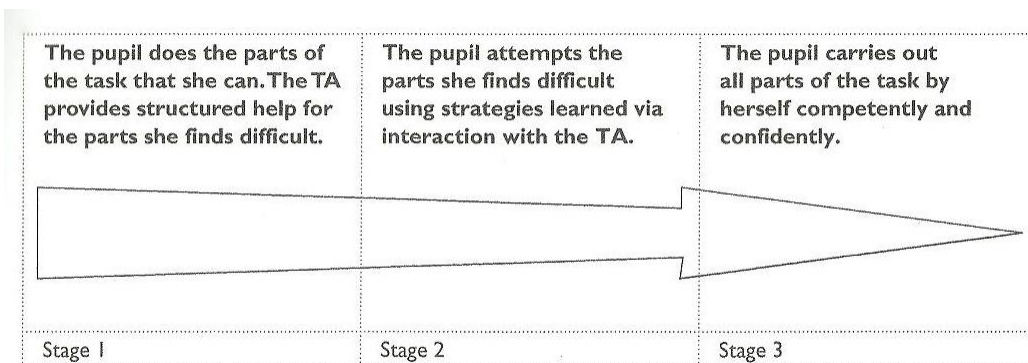 The pupil does the parts of
the task that she can. The TA
provides structured help for
the parts she finds difficult.
The pupil attempts the
parts she finds difficult
using strategies learned via
interaction with the TA.
The pupil carries out
all parts of the task by
herself competently and
confidently.
Stage 1
Stage 2
Stage 3